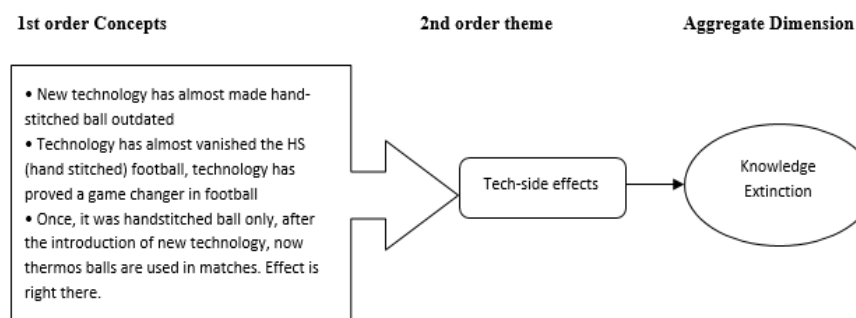 1st order Concepts
2nd order theme
Aggregate Dimension
• New technology has almost made hand-
stitched ball outdated
• Technology has almost vanished the HS
(hand stitched) football, technology has
proved a game changer in football
• Once, it was handstitched ball only, after
the introduction of new technology, now
thermos balls are used in matches. Effect is
right there.
Tech-side effects
Knowledge
Extinction